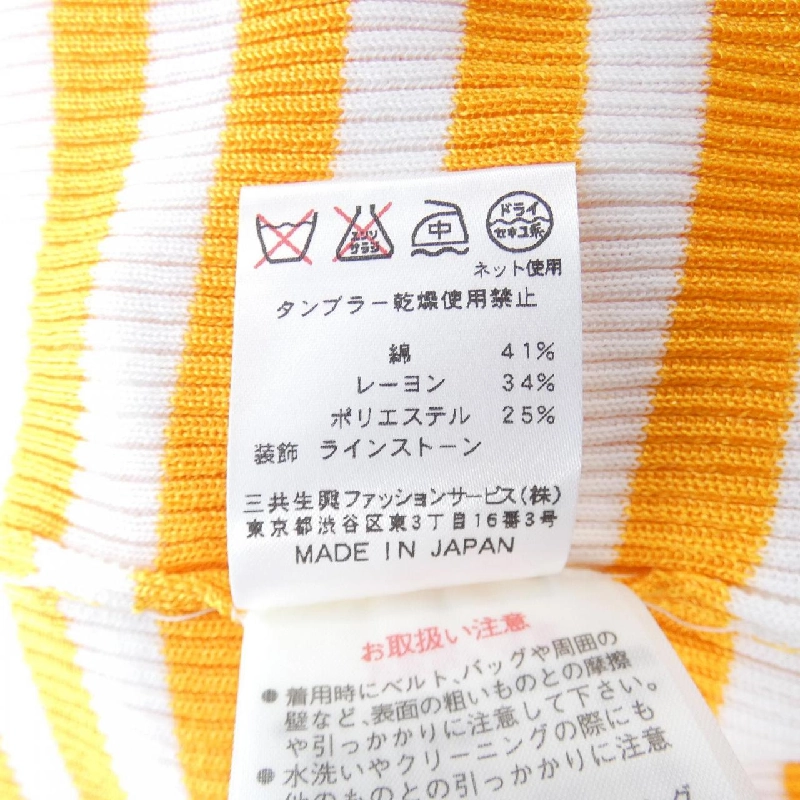 エンソ
サラシ
中
ドライ
セキユ系
ネット使用
タンブラー乾燥使用禁止
綿 41%
レーヨン 34%
ポリエステル 25%
装飾 ラインストーン
三共生興ファッションサービス(株)
東京都渋谷区東3丁目16番3号
MADE IN JAPAN
お取扱い注意
●着用時にベルト、バッグや周囲の
壁など、表面の粗いものとの摩擦
や引っかかりに注意して下さい。
●水洗いやクリーニングの際にも
他のものとの引っかかりに注意